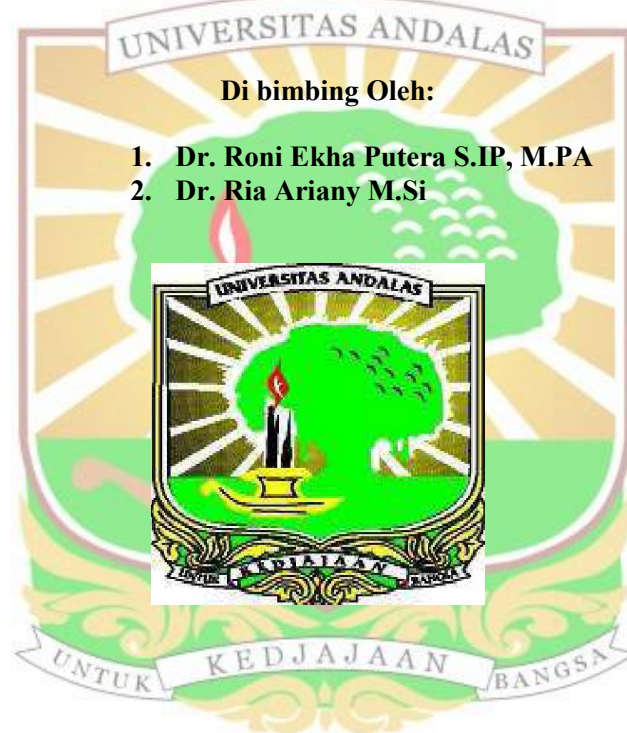 UNIVERSITAS ANDALAS
Di bimbing Oleh:
1. Dr. Roni Ekha Putera S.IP, M.PA
2. Dr. Ria Ariany M.Si
UNIVERSITAS ANDALAS
UNTUK KEDJAJAAN BANGSA
UNTUK KEDJAJAAN BANGSA